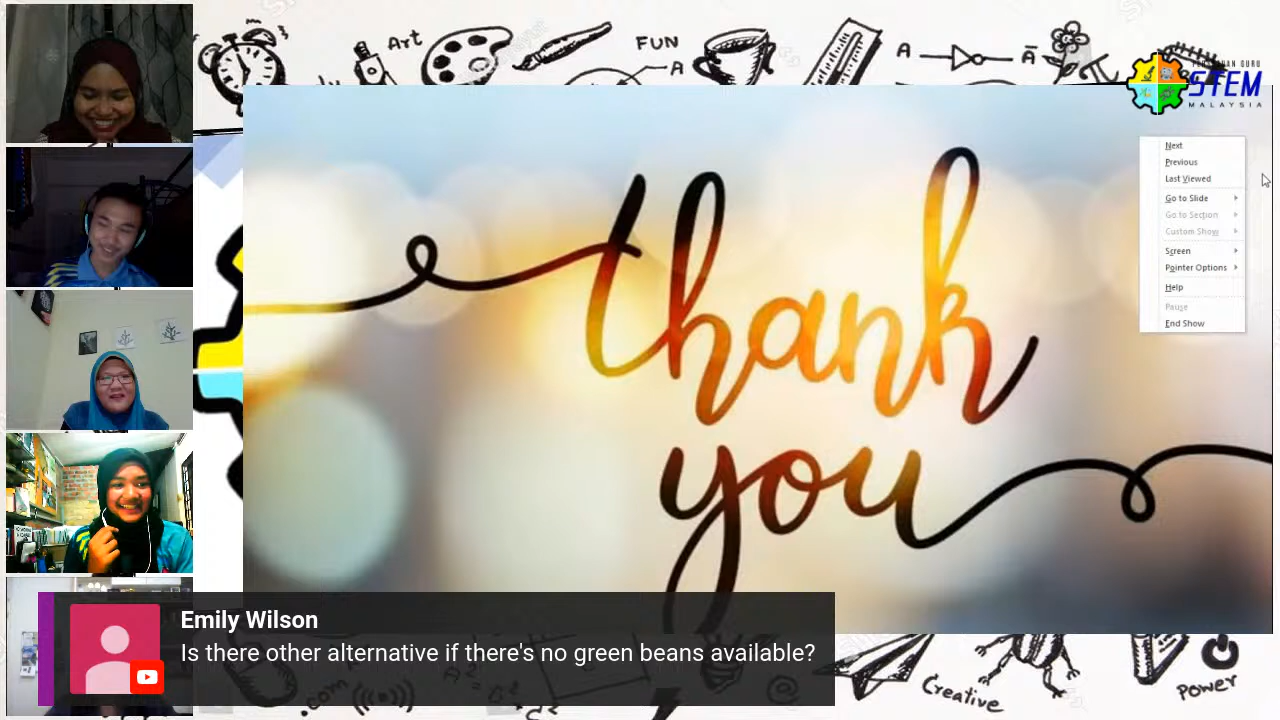 Art
FUN
A
A
A
STEM
MALAYSIA
thank
you
Next
Previous
Last Viewed
Go to Slide
Go to Section
Custom Show
Screen
Pointer Options
Help
Pause
End Show
Emily Wilson
Is there other alternative if there's no green beans available?
.com
Creative
power